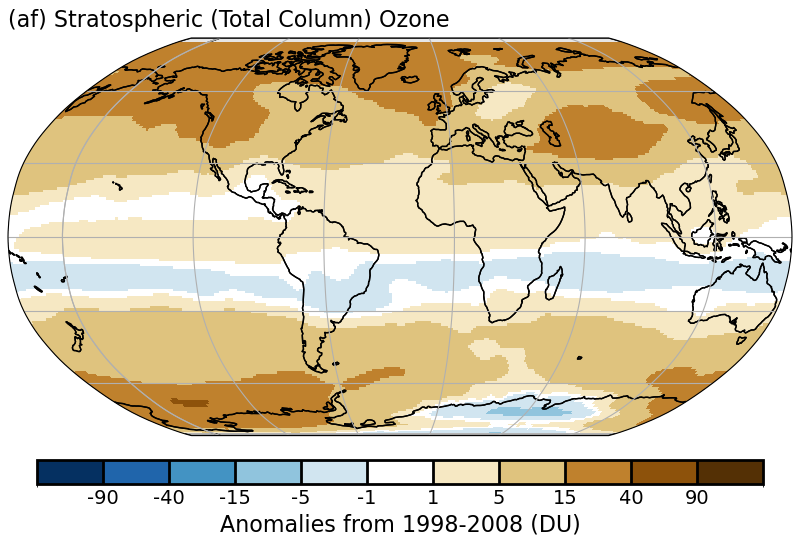 (af) Stratospheric (Total Column) Ozone
-90 -40 -15 -5 -1 1 5 15 40 90
Anomalies from 1998-2008 (DU)